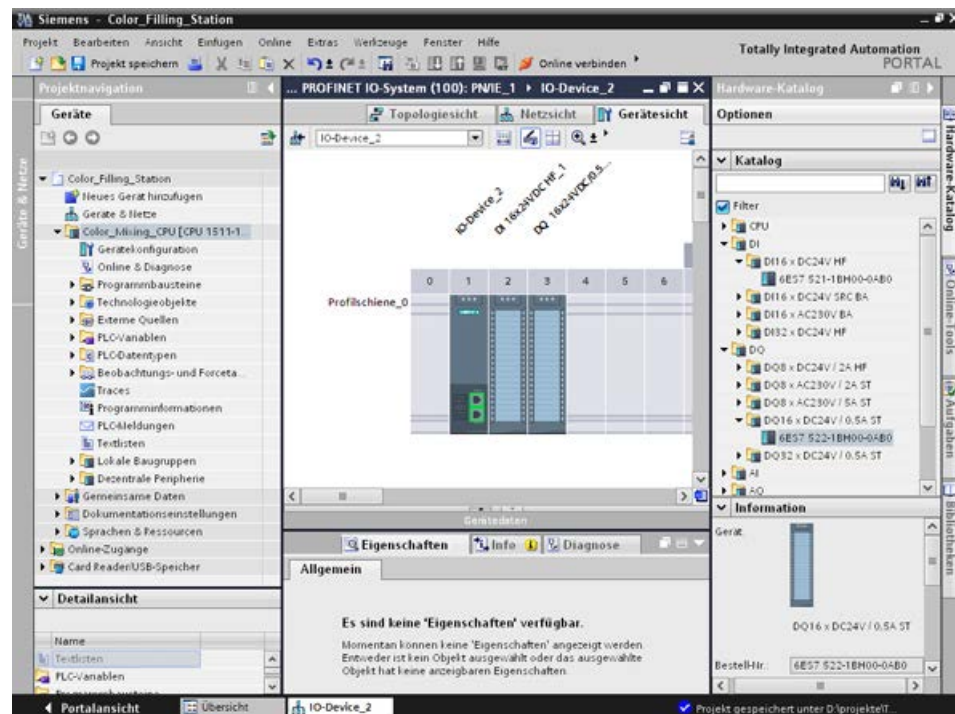 Siemens - Color_Filling_Station
Projekt Bearbeiten Ansicht Einfügen Online Extras Werkzeuge Fenster Hilfe
Projekt speichern
Online verbinden
Totally Integrated Automation
PORTAL
Projektnavigation
Geräte
Geräte & Netze
Color_Filling_Station
Neues Gerät hinzufügen
Geräte & Netze
Color_Mixing_CPU [CPU 1511-1...
Gerätekonfiguration
Online & Diagnose
Programmbausteine
Technologieobjekte
Externe Quellen
PLC-Variablen
PLC-Datentypen
Beobachtungs- und Forceta...
Traces
Programminformationen
PLC-Meldungen
Textlisten
Lokale Baugruppen
Dezentrale Peripherie
Gemeinsame Daten
Dokumentationseinstellungen
Sprachen & Ressourcen
Online-Zugänge
Card Reader/USB-Speicher
Detailansicht
Name
Textlisten
PLC-Variablen
Programmbausteine
... PROFINET IO-System (100): PN/IE_1 IO-Device_2
Topologiesicht Netzsicht Gerätesicht
IO-Device_2
IO-Device_2
DI 16x24VDC HF_1
DQ 16x24VDC/0.5...
0 1 2 3 4 5 6
Profilschiene_0
Gerätedaten
Eigenschaften Info Diagnose
Allgemein
Es sind keine 'Eigenschaften' verfügbar.
Momentan können keine 'Eigenschaften' angezeigt werden.
Entweder ist kein Objekt ausgewählt oder das ausgewählte
Objekt hat keine anzeigbaren Eigenschaften.
Hardware-Katalog
Optionen
Katalog
Filter
CPU
DI
DI16 x DC24V HF
6ES7 521-1BH00-0AB0
DI16 x DC24V SRC BA
DI16 x AC230V BA
DI32 x DC24V HF
DQ
DQ8 x DC24V / 2A HF
DQ8 x AC230V / 2A ST
DQ8 x AC230V / 5A ST
DQ16 x DC24V / 0.5A ST
6ES7 522-1BH00-0AB0
DQ32 x DC24V / 0.5A ST
AI
AQ
Information
Gerät:
DQ16 x DC24V / 0.5A ST
Bestell-Nr.: 6ES7 522-1BH00-0AB0
Hardware-Katalog
Online-Tools
Aufgaben
Bibliotheken
Portalansicht
Übersicht
IO-Device_2
Projekt gespeichert unter D:\projekte\T...